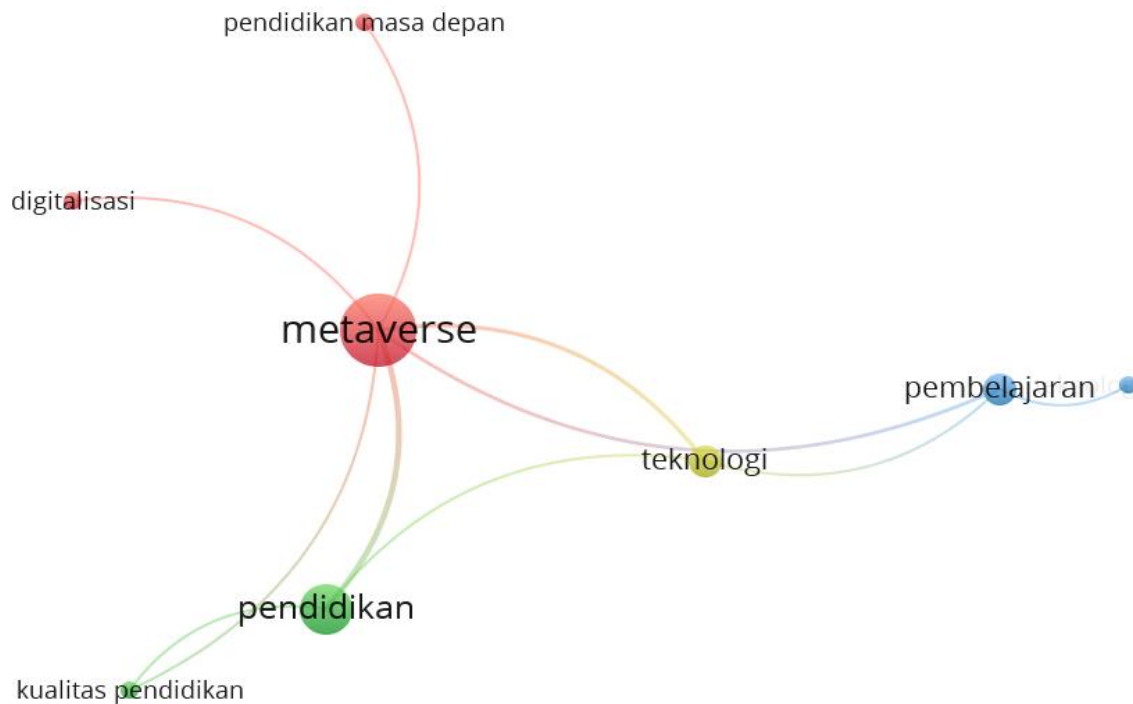 pendidikan masa depan
digitalisasi
metaverse
pembelajaran
teknologi
pendidikan
kualitas pendidikan